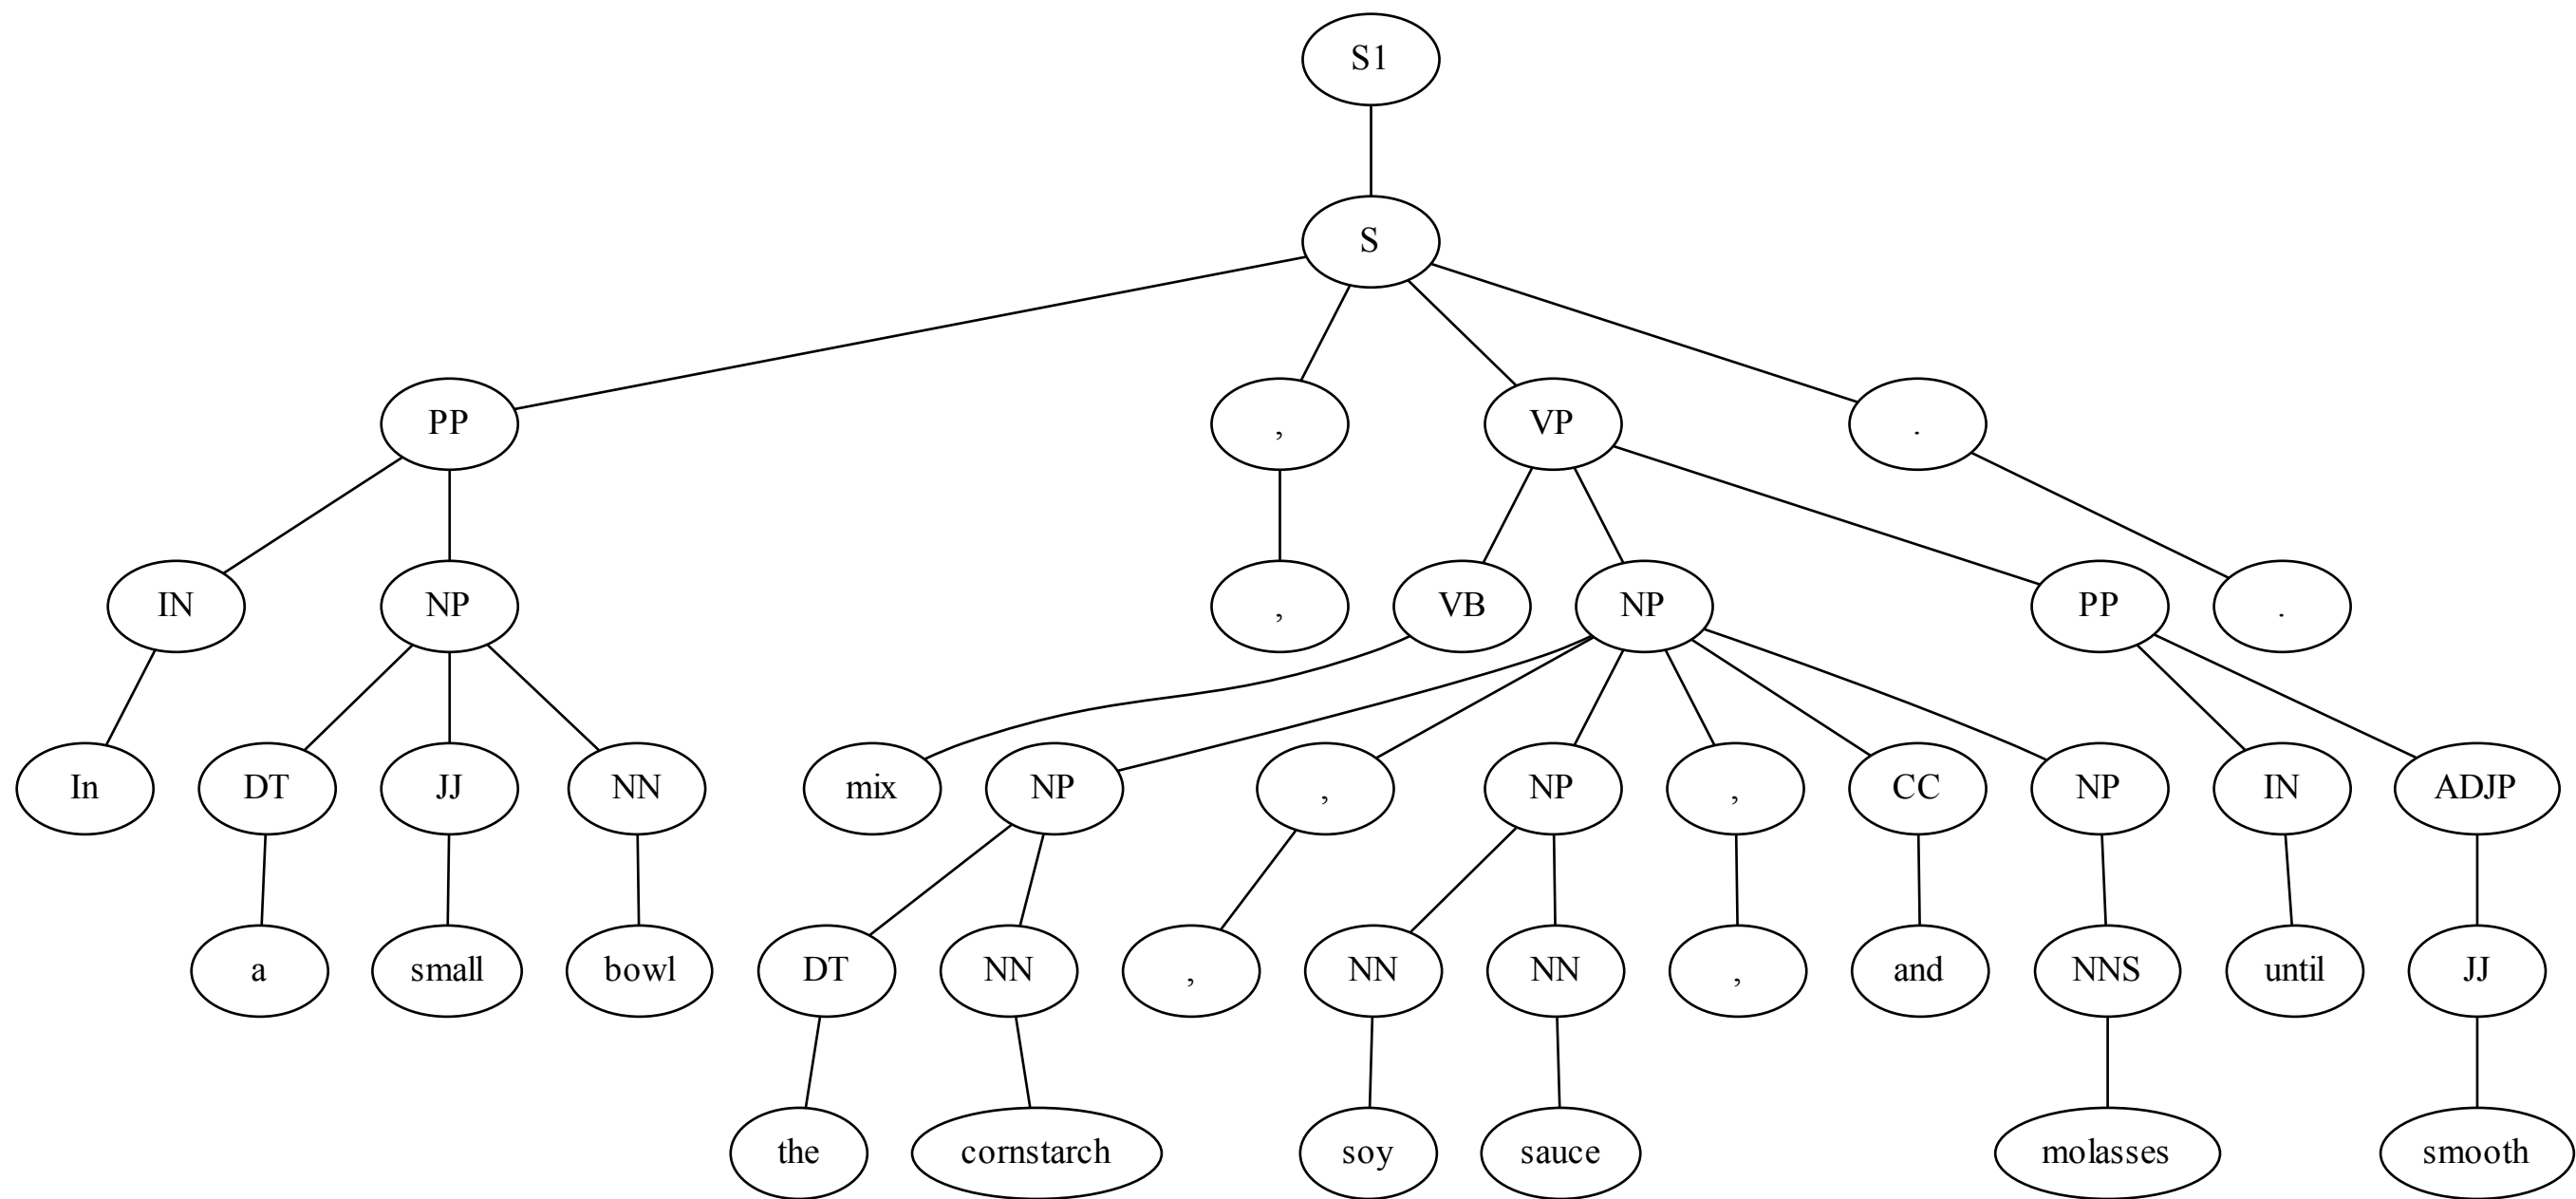 S1
S
PP , VP .
IN NP , VB NP PP .
In DT JJ NN mix NP , NP , CC NP IN ADJP
a small bowl DT NN , NN NN , and NNS until JJ
the cornstarch soy sauce molasses smooth